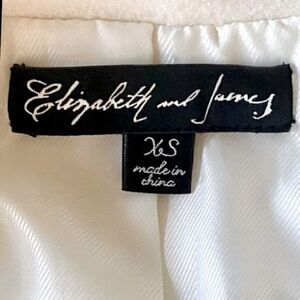 Elizabeth and James
XS
made in
china